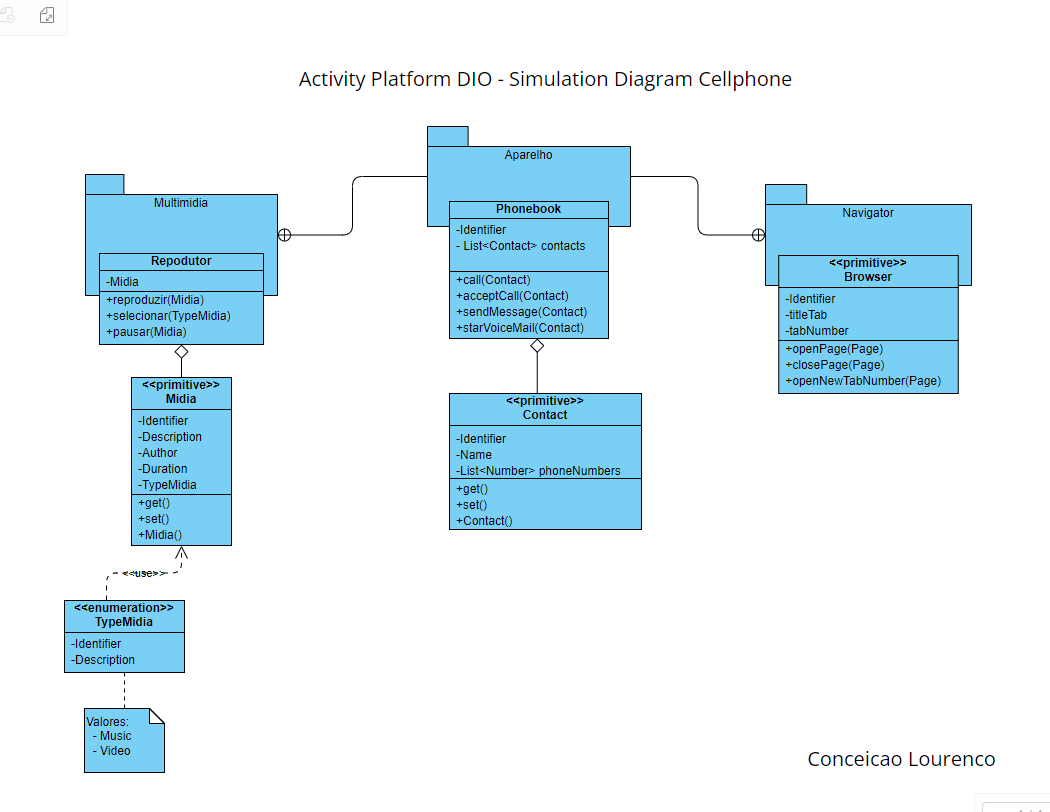 Activity Platform DIO - Simulation Diagram Cellphone
Aparelho
Phonebook
-Identifier
- List<Contact> contacts
+call(Contact)
+acceptCall(Contact)
+sendMessage(Contact)
+starVoiceMail(Contact)
Multimidia
Repodutor
-Midia
+reproduzir(Midia)
+selecionar(TypeMidia)
+pausar(Midia)
Navigator
<<primitive>>
Browser
-Identifier
-titleTab
-tabNumber
+openPage(Page)
+closePage(Page)
+openNewTabNumber(Page)
<<primitive>>
Midia
-Identifier
-Description
-Author
-Duration
-TypeMidia
+get()
+set()
+Midia()
<<primitive>>
Contact
-Identifier
-Name
-List<Number> phoneNumbers
+get()
+set()
+Contact()
<<use>>
<<enumeration>>
TypeMidia
-Identifier
-Description
Valores:
- Music
- Video
Conceicao Lourenco